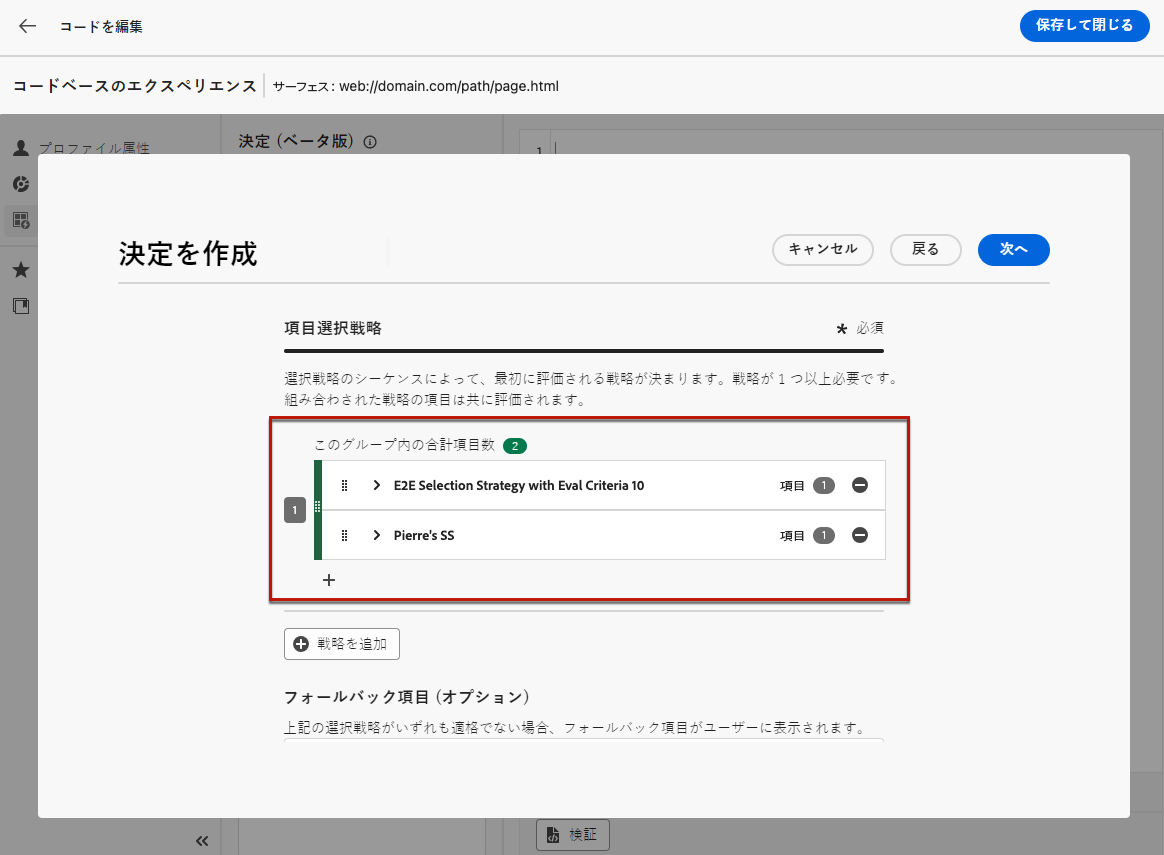 コードを編集
保存して閉じる
コードベースのエクスペリエンス
サーフェス: web://domain.com/path/page.html
プロファイル属性
決定 (ベータ版)
1
決定を作成
キャンセル
戻る
次へ
項目選択戦略
* 必須
選択戦略のシーケンスによって、最初に評価される戦略が決まります。戦略が 1 つ以上必要です。
組み合わされた戦略の項目は共に評価されます。
このグループ内の合計項目数 2
1
E2E Selection Strategy with Eval Criteria 10
項目 1
Pierre's SS
項目 1
戦略を追加
フォールバック項目 (オプション)
上記の選択戦略がいずれも適格でない場合、フォールバック項目がユーザーに表示されます。
検証